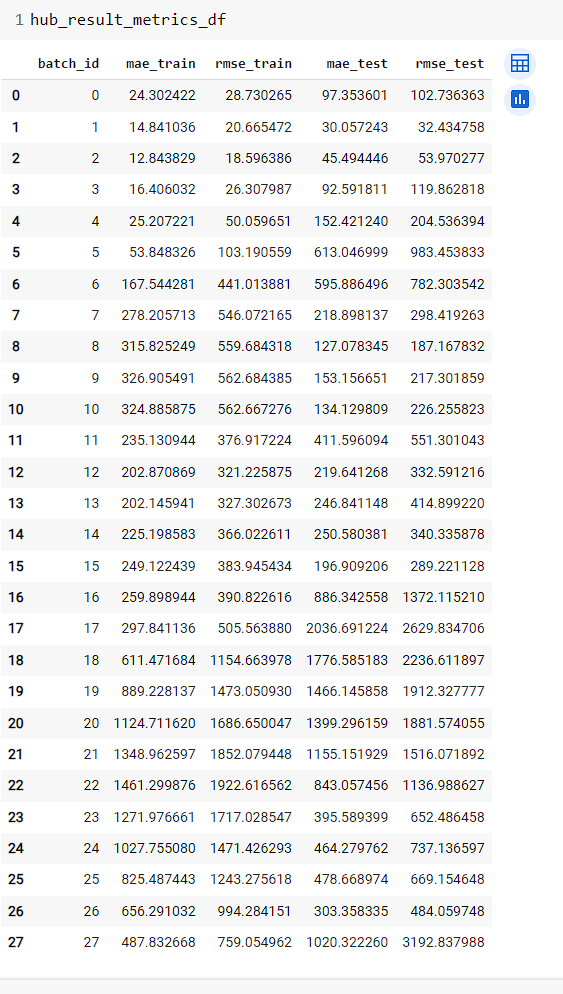 1 hub_result_metrics_df
batch_id mae_train rmse_train mae_test rmse_test
0 0 24.302422 28.730265 97.353601 102.736363
1 1 14.841036 20.665472 30.057243 32.434758
2 2 12.843829 18.596386 45.494446 53.970277
3 3 16.406032 26.307987 92.591811 119.862818
4 4 25.207221 50.059651 152.421240 204.536394
5 5 53.848326 103.190559 613.046999 983.453833
6 6 167.544281 441.013881 595.886496 782.303542
7 7 278.205713 546.072165 218.898137 298.419263
8 8 315.825249 559.684318 127.078345 187.167832
9 9 326.905491 562.684385 153.156651 217.301859
10 10 324.885875 562.667276 134.129809 226.255823
11 11 235.130944 376.917224 411.596094 551.301043
12 12 202.870869 321.225875 219.641268 332.591216
13 13 202.145941 327.302673 246.841148 414.899220
14 14 225.198583 366.022611 250.580381 340.335878
15 15 249.122439 383.945434 196.909206 289.221128
16 16 259.898944 390.822616 886.342558 1372.115210
17 17 297.841136 505.563880 2036.691224 2629.834706
18 18 611.471684 1154.663978 1776.585183 2236.611897
19 19 889.228137 1473.050930 1466.145858 1912.327777
20 20 1124.711620 1686.650047 1399.296159 1881.574055
21 21 1348.962597 1852.079448 1155.151929 1516.071892
22 22 1461.299876 1922.616562 843.057456 1136.988627
23 23 1271.976661 1717.028547 395.589399 652.486458
24 24 1027.755080 1471.426293 464.279762 737.136597
25 25 825.487443 1243.275618 478.668974 669.154648
26 26 656.291032 994.284151 303.358335 484.059748
27 27 487.832668 759.054962 1020.322260 3192.837988